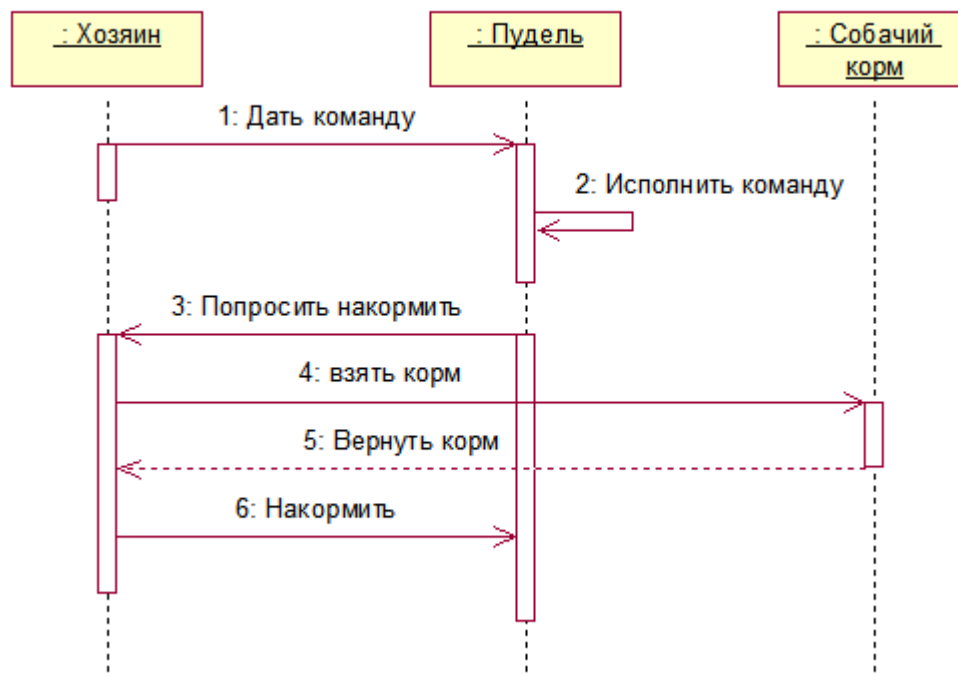 : Хозяин
: Пудель
: Собачий
корм
1: Дать команду
2: Исполнить команду
3: Попросить накормить
4: взять корм
5: Вернуть корм
6: Накормить